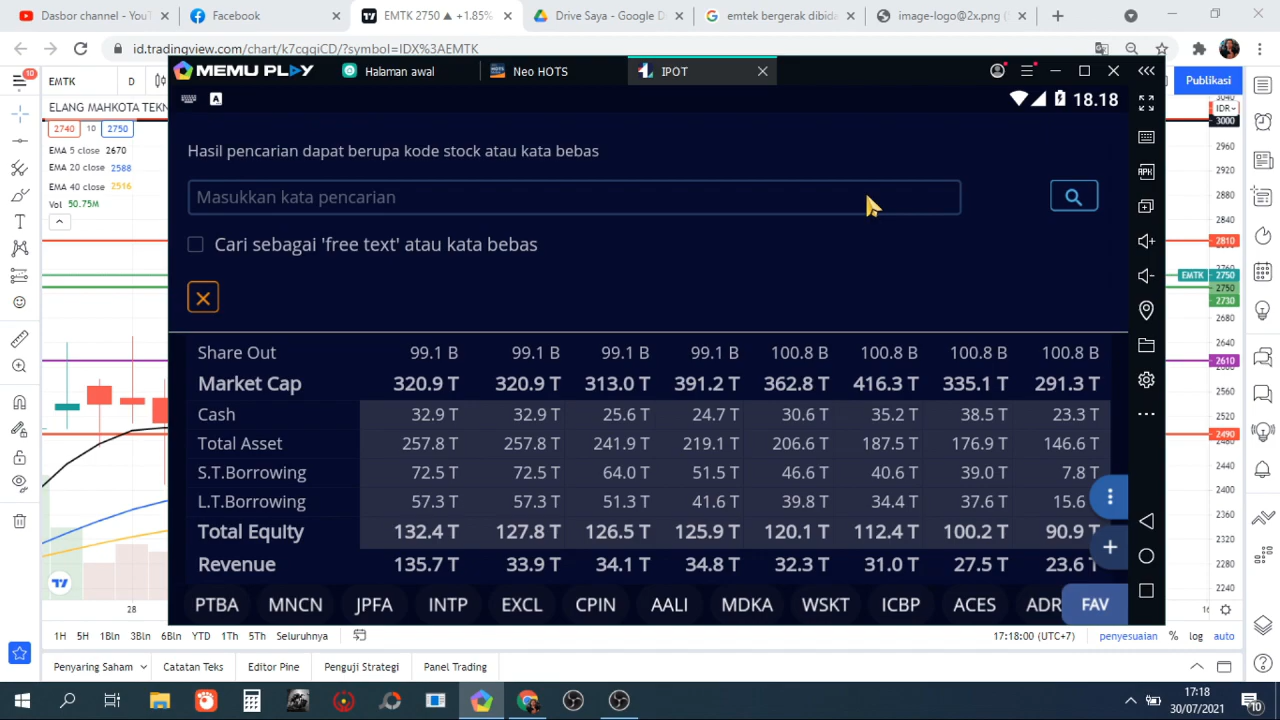 Dasbor channel - YouT
Facebook
EMTK 2750 ▲ +1.85%
Drive Saya - Google D
emtek bergerak dibida
image-logo@2x.png (
id.tradingview.com/chart/k7cgqiCD/?symbol=IDX%3AEMTK
10
EMTK
D
MEMU PLAY
Halaman awal
Neo HOTS
IPOT
Publikasi
ELANG MAHKOTA TEKN
2740
10
2750
A
18.18
EMA 5 close 2670
EMA 20 close 2588
EMA 40 close 2516
Vol 50.75M
Hasil pencarian dapat berupa kode stock atau kata bebas
Masukkan kata pencarian
Cari sebagai 'free text' atau kata bebas
APK
Share Out 99.1 B 99.1 B 99.1 B 99.1 B 100.8 B 100.8 B 100.8 B 100.8 B
Market Cap 320.9 T 320.9 T 313.0 T 391.2 T 362.8 T 416.3 T 335.1 T 291.3 T
Cash 32.9 T 32.9 T 25.6 T 24.7 T 30.6 T 35.2 T 38.5 T 23.3 T
Total Asset 257.8 T 257.8 T 241.9 T 219.1 T 206.6 T 187.5 T 176.9 T 146.6 T
S.T.Borrowing 72.5 T 72.5 T 64.0 T 51.5 T 46.6 T 40.6 T 39.0 T 7.8 T
L.T.Borrowing 57.3 T 57.3 T 51.3 T 41.6 T 39.8 T 34.4 T 37.6 T 15.6
Total Equity 132.4 T 127.8 T 126.5 T 125.9 T 120.1 T 112.4 T 100.2 T 90.9
Revenue 135.7 T 33.9 T 34.1 T 34.8 T 32.3 T 31.0 T 27.5 T 23.6
PTBA MNCN JPFA INTP EXCL CPIN AALI MDKA WSKT ICBP ACES ADR FAV
3040
IDR
3000
2960
2920
2880
2840
2810
2760
EMTK 2750
2750
2730
2680
2640
2610
2560
2520
2490
2440
2400
2360
2320
2280
2240
28
16
1H 5H 1Bln 3Bln 6Bln YTD 1Th 5Th Seluruhnya
17:18:00 (UTC+7)
penyesuaian % log auto
Penyaring Saham
Catatan Teks
Editor Pine
Penguji Strategi
Panel Trading
17:18
30/07/2021
10